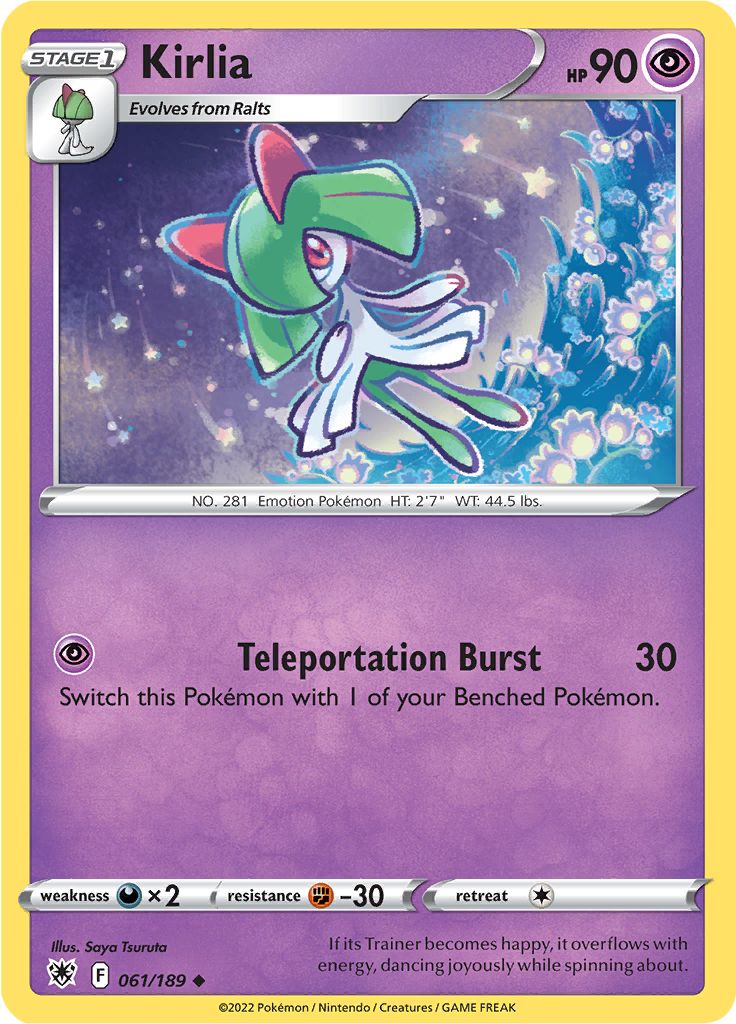 STAGE1
Kirlia
HP90
Evolves from Ralts
NO. 281 Emotion Pokémon HT: 2'7" WT: 44.5 lbs.
Teleportation Burst 30
Switch this Pokémon with 1 of your Benched Pokémon.
weakness ×2 resistance -30 retreat
Illus. Saya Tsuruta
If its Trainer becomes happy, it overflows with
energy, dancing joyously while spinning about.
F 061/189
©2022 Pokémon / Nintendo / Creatures / GAME FREAK